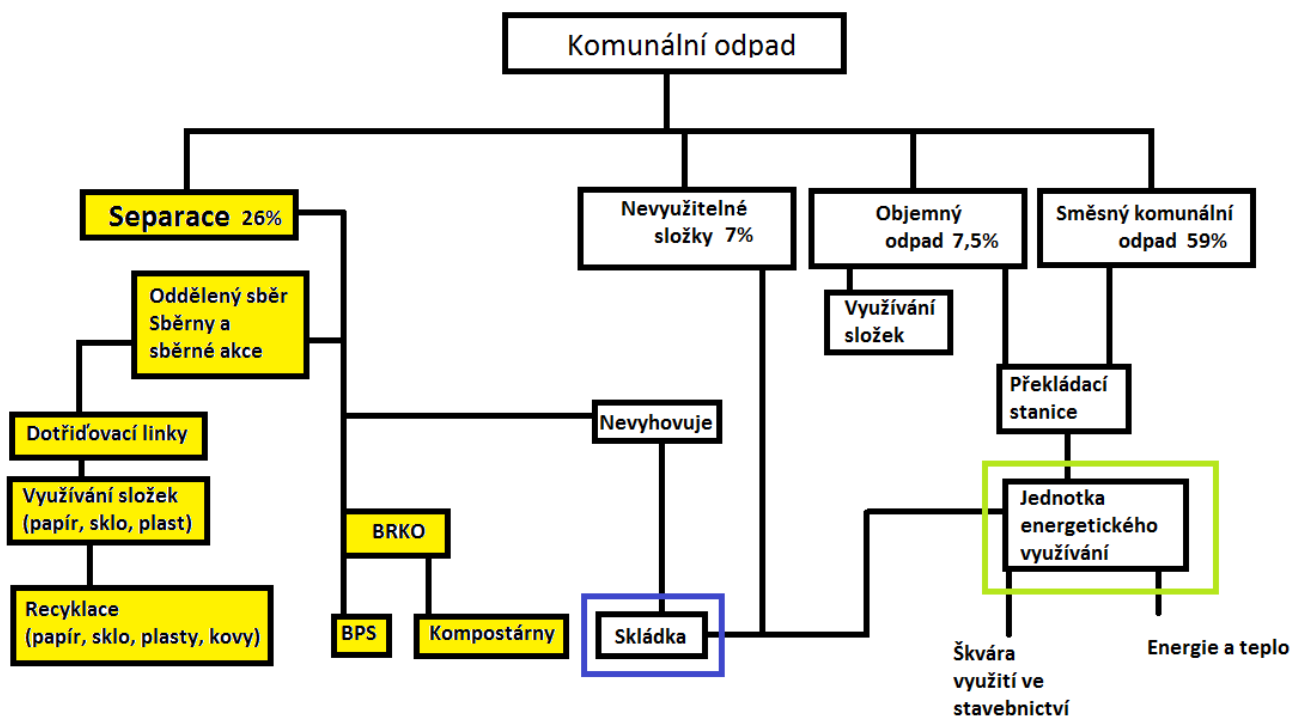 Komunální odpad
Separace 26%
Nevyužitelné
složky 7%
Objemný
odpad 7,5%
Směsný komunální
odpad 59%
Oddělený sběr
Sběrny a
sběrné akce
Využívání
složek
Překládací
stanice
Dotřiďovací linky
Nevyhovuje
Využívání složek
(papír, sklo, plast)
Jednotka
energetického
využívání
BRKO
Recyklace
(papír, sklo, plasty, kovy)
BPS
Kompostárny
Skládka
Škvára
využití ve
stavebnictví
Energie a teplo